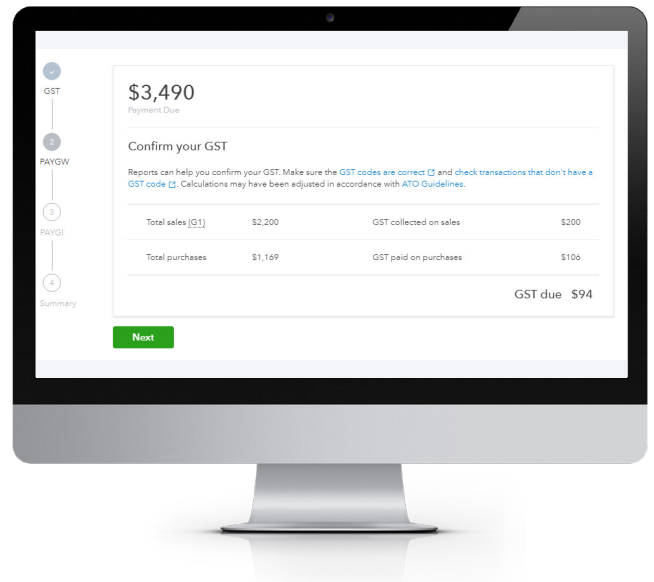 $3,490
Payment Due
GST
2
PAYGW
3
PAYGI
4
Summary
Confirm your GST
Reports can help you confirm your GST. Make sure the GST codes are correct and check transactions that don't have a
GST code. Calculations may have been adjusted in accordance with ATO Guidelines.
Total sales (G1) $2,200 GST collected on sales $200
Total purchases $1,169 GST paid on purchases $106
GST due $94
Next